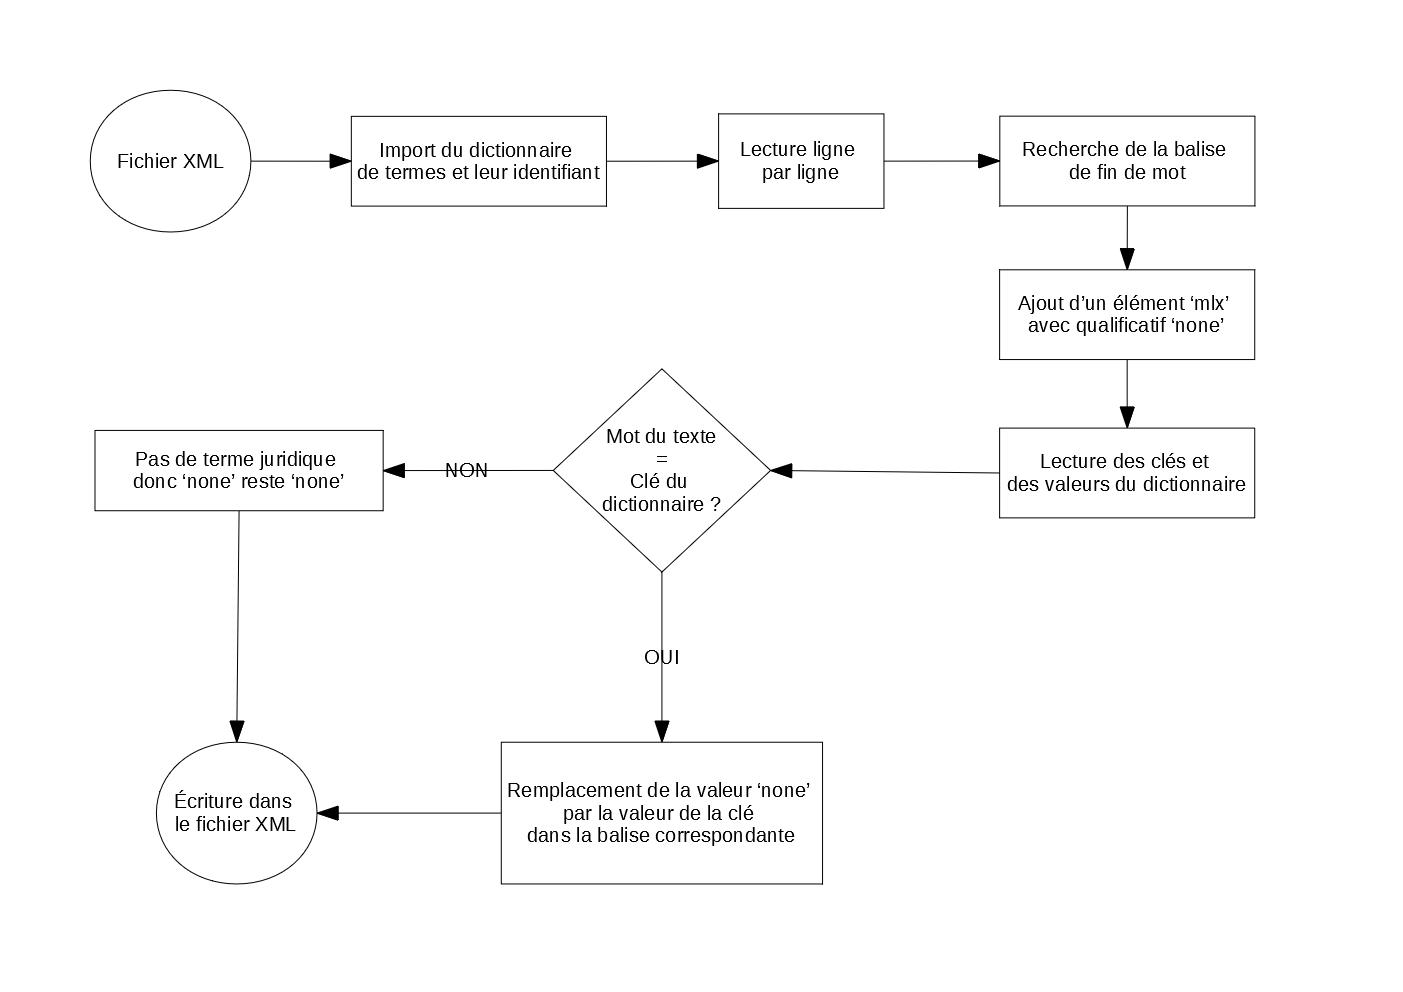 Fichier XML
Import du dictionnaire
de termes et leur identifiant
Lecture ligne
par ligne
Recherche de la balise
de fin de mot
Ajout d’un élément ‘mlx’
avec qualificatif ‘none’
Lecture des clés et
des valeurs du dictionnaire
Mot du texte
=
Clé du
dictionnaire ?
NON
Pas de terme juridique
donc ‘none’ reste ‘none’
OUI
Remplacement de la valeur ‘none’
par la valeur de la clé
dans la balise correspondante
Écriture dans
le fichier XML